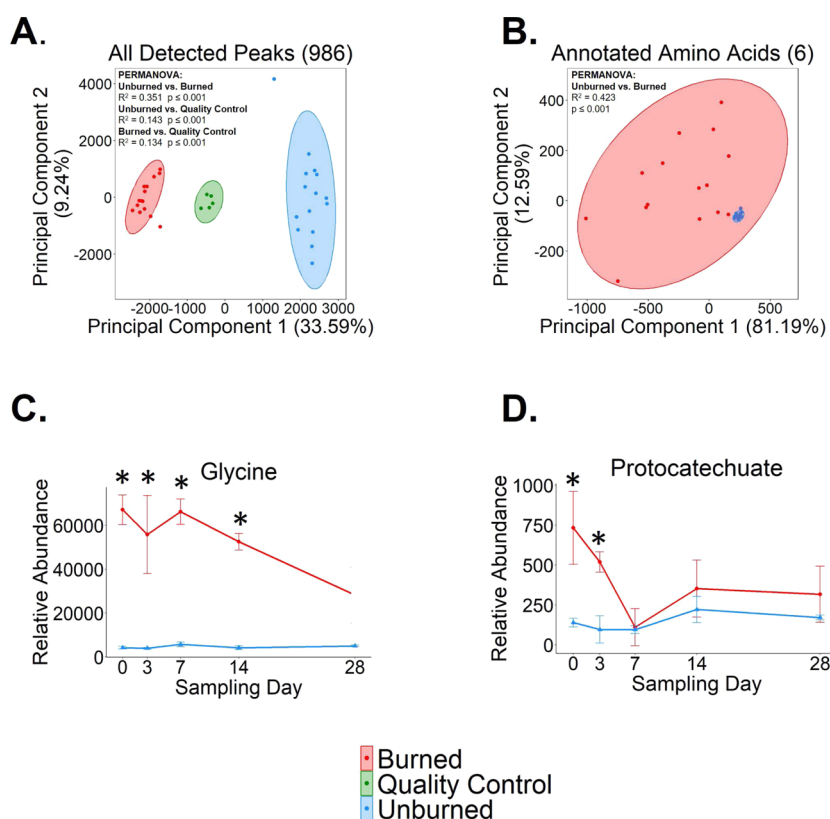 A.
All Detected Peaks (986)
PERMANOVA:
Unburned vs. Burned
R² = 0.351 p ≤ 0.001
Unburned vs. Quality Control
R² = 0.143 p ≤ 0.001
Burned vs. Quality Control
R² = 0.134 p ≤ 0.001
Principal Component 2
(9.24%)
4000
2000
0
-2000
-2000
-1000
0
1000
2000
3000
Principal Component 1 (33.59%)
B.
Annotated Amino Acids (6)
PERMANOVA:
Unburned vs. Burned
R² = 0.423
p ≤ 0.001
Principal Component 2
(12.59%)
400
200
0
-200
-1000
-500
0
500
Principal Component 1 (81.19%)
C.
Glycine
* * * *
Relative Abundance
60000
40000
20000
0
0 3 7 14 28
Sampling Day
D.
Protocatechuate
* *
Relative Abundance
1000
750
500
250
0
0 3 7 14 28
Sampling Day
Burned
Quality Control
Unburned